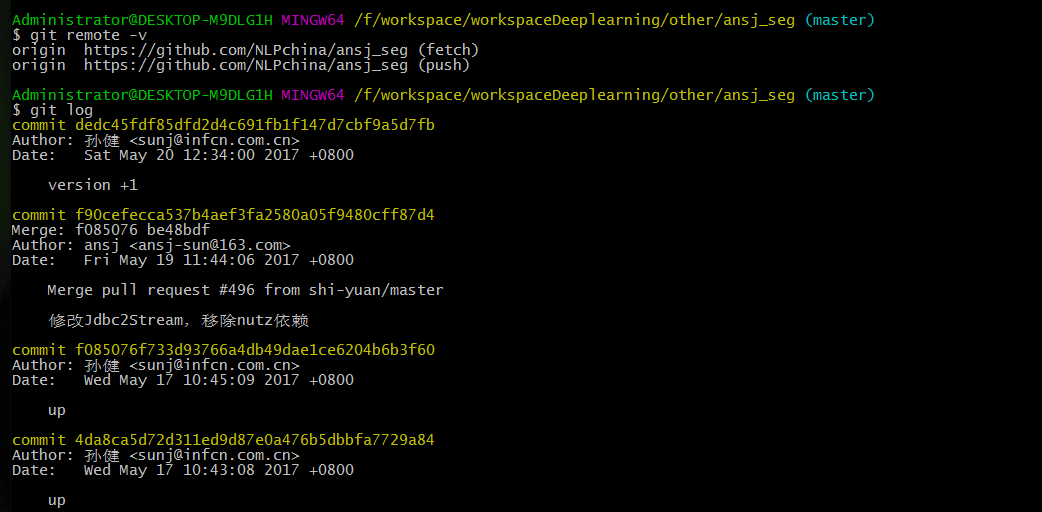 Administrator@DESKTOP-M9DLG1H MINGW64 /f/workspace/workspaceDeeplearning/other/ansj_seg (master)
$ git remote -v
origin  https://github.com/NLPchina/ansj_seg (fetch)
origin  https://github.com/NLPchina/ansj_seg (push)
Administrator@DESKTOP-M9DLG1H MINGW64 /f/workspace/workspaceDeeplearning/other/ansj_seg (master)
$ git log
commit dedc45fdf85dfd2d4c691fb1f147d7cbf9a5d7fb
Author: 孙健 <sunj@infcn.com.cn>
Date:   Sat May 20 12:34:00 2017 +0800
version +1
commit f90cefecca537b4aef3fa2580a05f9480cff87d4
Merge: f085076 be48bdf
Author: ansj <ansj-sun@163.com>
Date:   Fri May 19 11:44:06 2017 +0800
Merge pull request #496 from shi-yuan/master
修改Jdbc2Stream, 移除nutz依赖
commit f085076f733d93766a4db49dae1ce6204b6b3f60
Author: 孙健 <sunj@infcn.com.cn>
Date:   Wed May 17 10:45:09 2017 +0800
up
commit 4da8ca5d72d311ed9d87e0a476b5dbbfa7729a84
Author: 孙健 <sunj@infcn.com.cn>
Date:   Wed May 17 10:43:08 2017 +0800
up